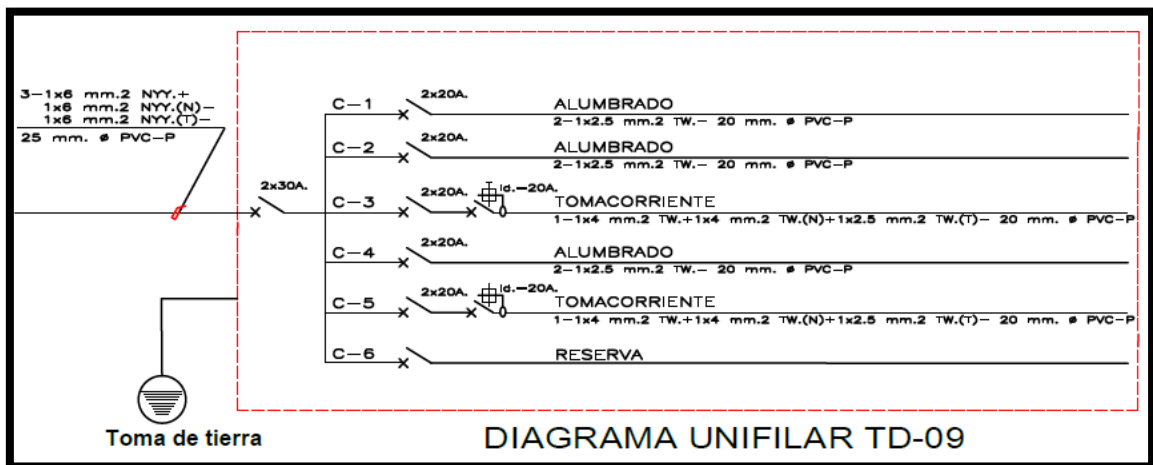 3-1x6 mm.2 NYY.+
1x6 mm.2 NYY.(N)-
1x6 mm.2 NYY.(T)-
25 mm. ø PVC-P
2x30A.
C-1
2x20A.
ALUMBRADO
2-1x2.5 mm.2 TW.- 20 mm. ø PVC-P
C-2
2x20A.
ALUMBRADO
2-1x2.5 mm.2 TW.- 20 mm. ø PVC-P
C-3
2x20A.
Id.-20A.
TOMACORRIENTE
1-1x4 mm.2 TW.+1x4 mm.2 TW.(N)+1x2.5 mm.2 TW.(T)- 20 mm. ø PVC-P
C-4
2x20A.
ALUMBRADO
2-1x2.5 mm.2 TW.- 20 mm. ø PVC-P
C-5
2x20A.
Id.-20A.
TOMACORRIENTE
1-1x4 mm.2 TW.+1x4 mm.2 TW.(N)+1x2.5 mm.2 TW.(T)- 20 mm. ø PVC-P
C-6
RESERVA
Toma de tierra
DIAGRAMA UNIFILAR TD-09